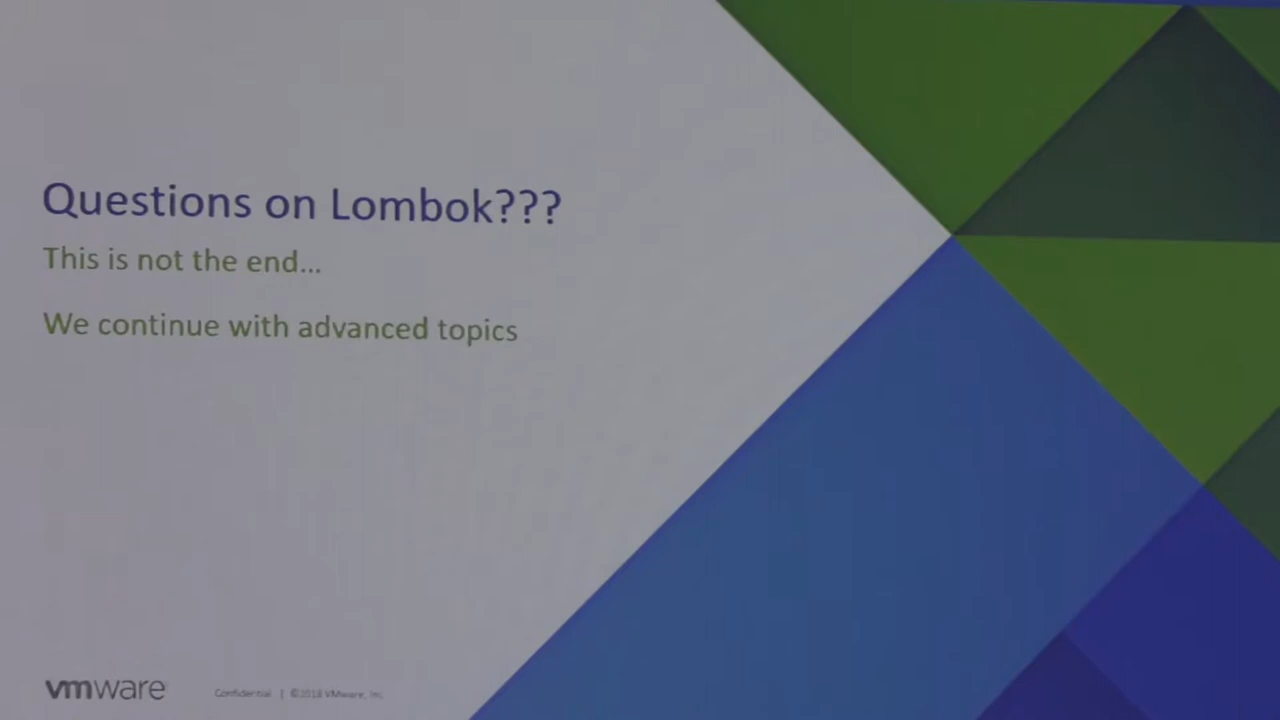 Questions on Lombok???
This is not the end...
We continue with advanced topics
vmware
Confidential | ©2018 VMware, Inc.